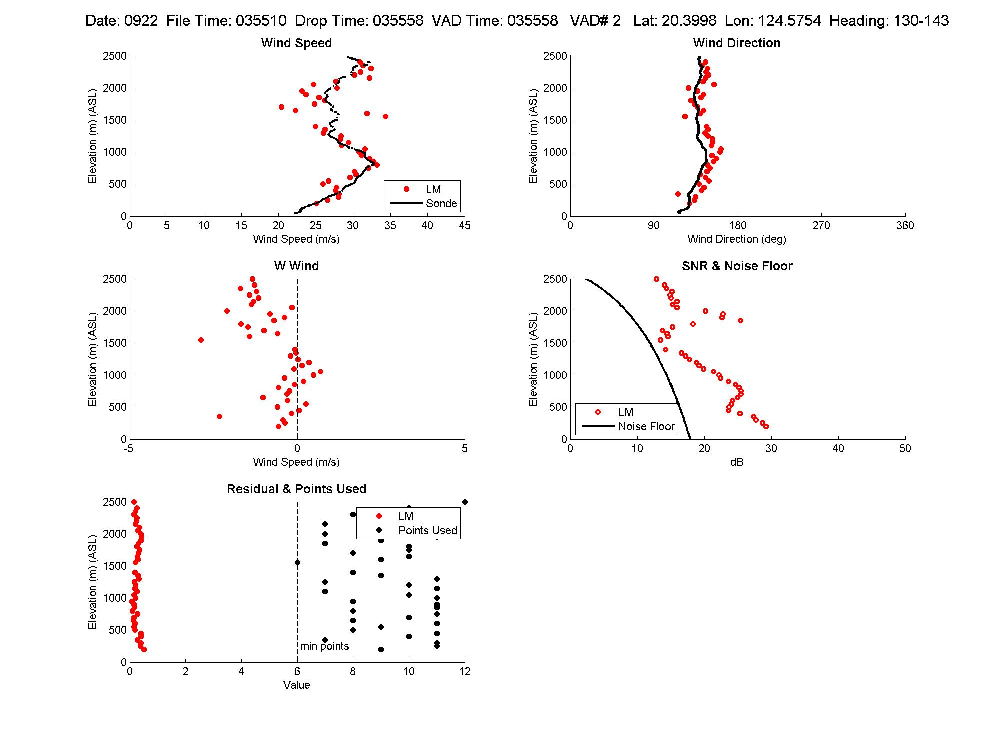 Date: 0922 File Time: 035510 Drop Time: 035558 VAD Time: 035558 VAD# 2 Lat: 20.3998 Lon: 124.5754 Heading: 130-143
Wind Speed
2500
2000
1500
1000
500
0
Elevation (m) (ASL)
LM
Sonde
0 5 10 15 20 25 30 35 40 45
Wind Speed (m/s)
Wind Direction
2500
2000
1500
1000
500
0
Elevation (m) (ASL)
0 90 180 270 360
Wind Direction (deg)
W Wind
2500
2000
1500
1000
500
0
Elevation (m) (ASL)
-5 0 5
Wind Speed (m/s)
SNR & Noise Floor
2500
2000
1500
1000
500
0
Elevation (m) (ASL)
LM
Noise Floor
0 10 20 30 40 50
dB
Residual & Points Used
2500
2000
1500
1000
500
0
Elevation (m) (ASL)
LM
Points Used
min points
0 2 4 6 8 10 12
Value